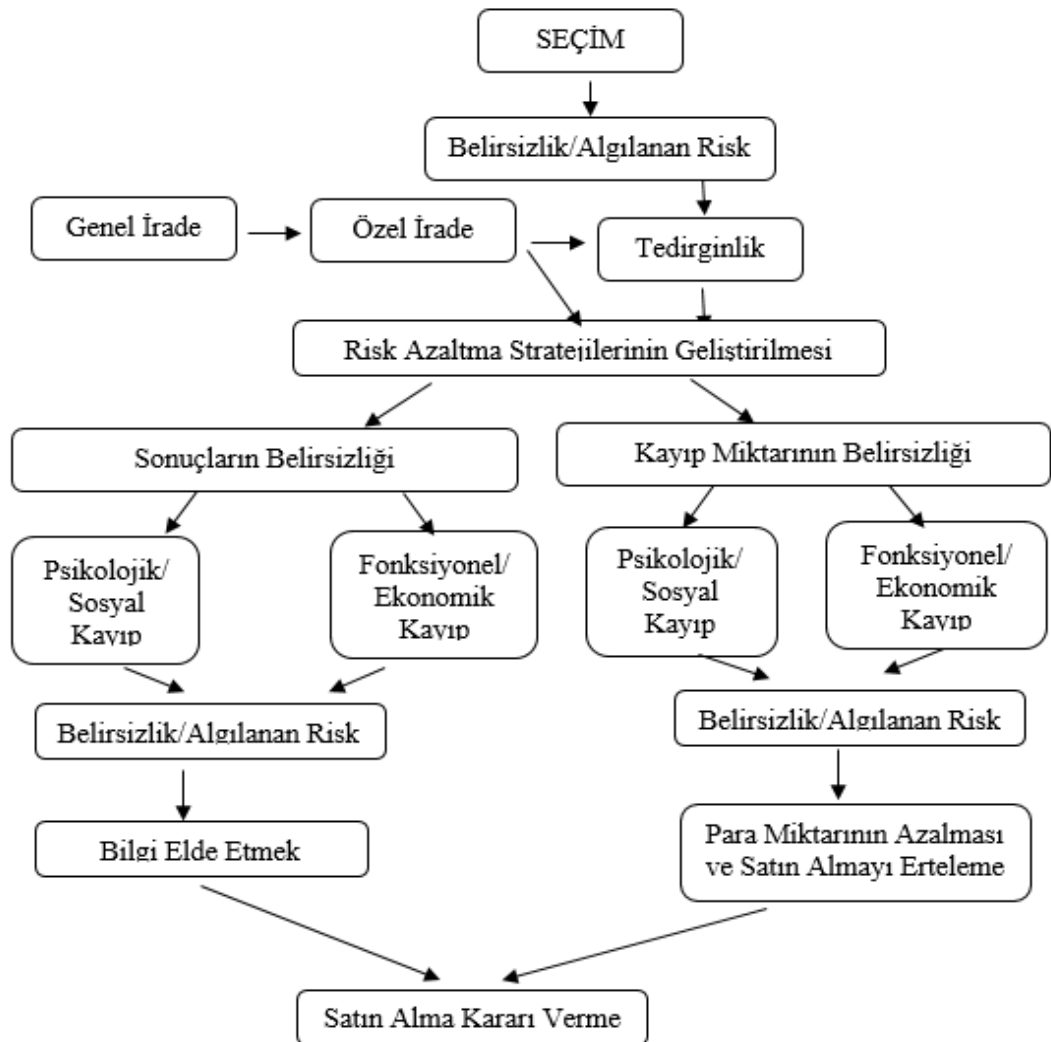 SEÇİM
Belirsizlik/Algılanan Risk
Genel İrade
Özel İrade
Tedirginlik
Risk Azaltma Stratejilerinin Geliştirilmesi
Sonuçların Belirsizliği
Kayıp Miktarının Belirsizliği
Psikolojik/
Sosyal
Kayıp
Fonksiyonel/
Ekonomik
Kayıp
Psikolojik/
Sosyal
Kayıp
Fonksiyonel/
Ekonomik
Kayıp
Belirsizlik/Algılanan Risk
Belirsizlik/Algılanan Risk
Bilgi Elde Etmek
Para Miktarının Azalması
ve Satın Almayı Erteleme
Satın Alma Kararı Verme